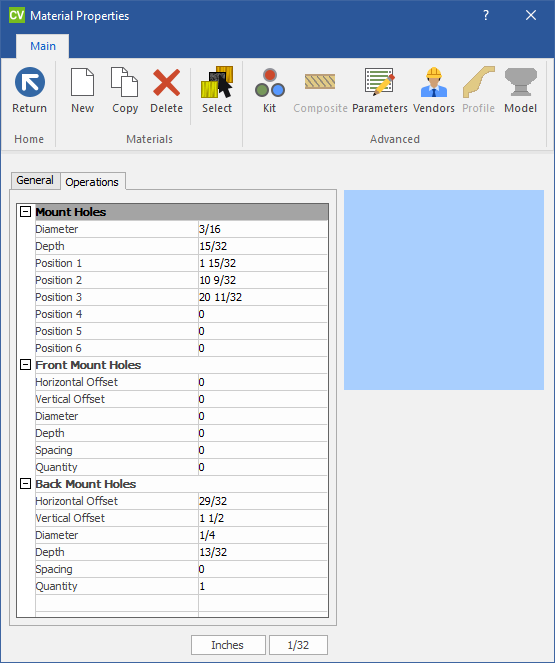 CV Material Properties ?
Main
Return New Copy Delete Select Kit Composite Parameters Vendors Profile Model
Home Materials Advanced
General Operations
Mount Holes
Diameter 3/16
Depth 15/32
Position 1 1 15/32
Position 2 10 9/32
Position 3 20 11/32
Position 4 0
Position 5 0
Position 6 0
Front Mount Holes
Horizontal Offset 0
Vertical Offset 0
Diameter 0
Depth 0
Spacing 0
Quantity 0
Back Mount Holes
Horizontal Offset 29/32
Vertical Offset 1 1/2
Diameter 1/4
Depth 13/32
Spacing 0
Quantity 1
Inches 1/32